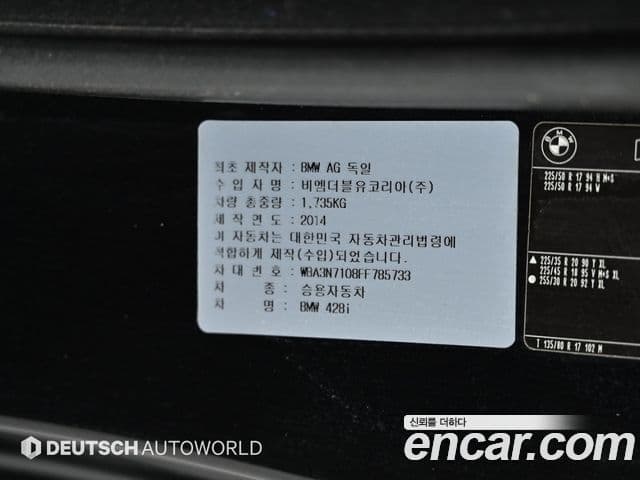 최초 제작자 : BMW AG 독일
수 입 자 명 : 비엠더블유코리아(주)
차량 총중량 : 1,735KG
제 작 연 도 : 2014
이 자동차는 대한민국 자동차관리법령에
적합하게 제작(수입)되었습니다.
차 대 번 호 : WBA3N7108FF785733
차 종 : 승용자동차
차 명 : BMW 428i
BMW
225/50 R 17 94 H M+S
225/50 R 17 94 W
▲ 225/35 R 20 90 Y XL
225/45 R 18 95 V M+S XL
● 255/30 R 20 92 Y XL
T 135/80 R 17 102 M
DEUTSCH AUTOWORLD
신뢰를 더하다
encar.com